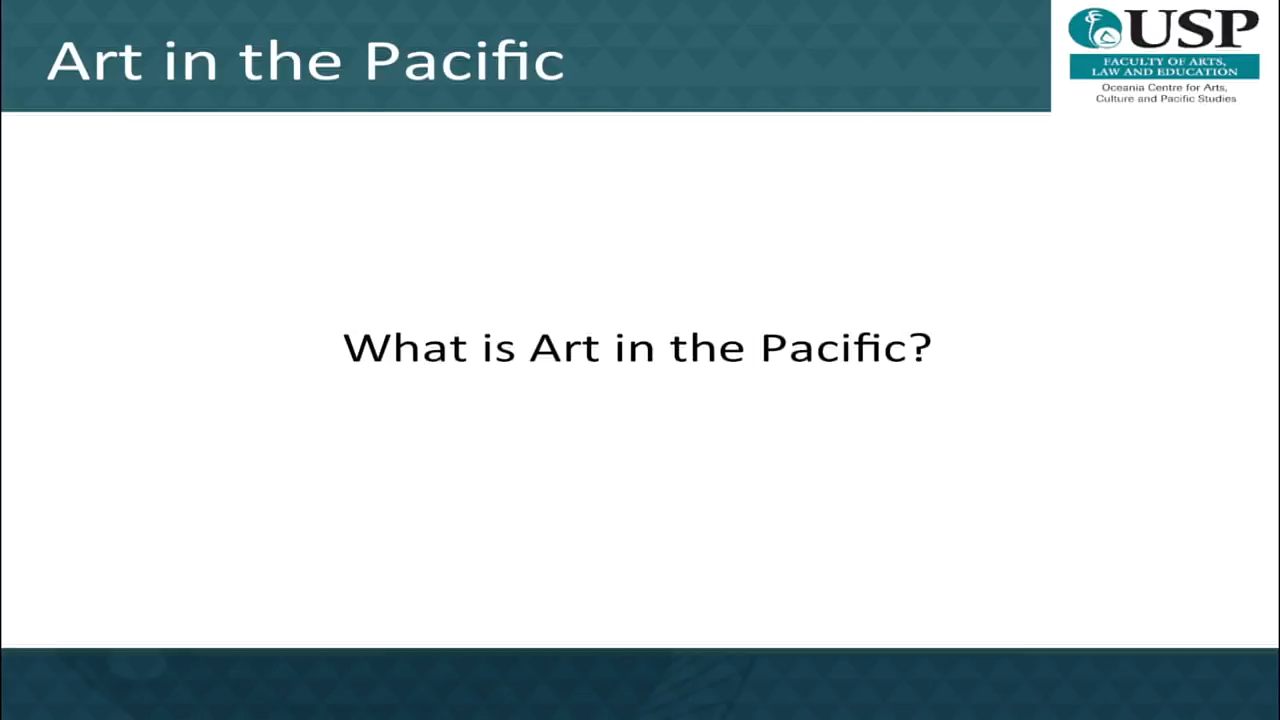 Art in the Pacific
USP
FACULTY OF ARTS,
LAW AND EDUCATION
Oceania Centre for Arts,
Culture and Pacific Studies
What is Art in the Pacific?